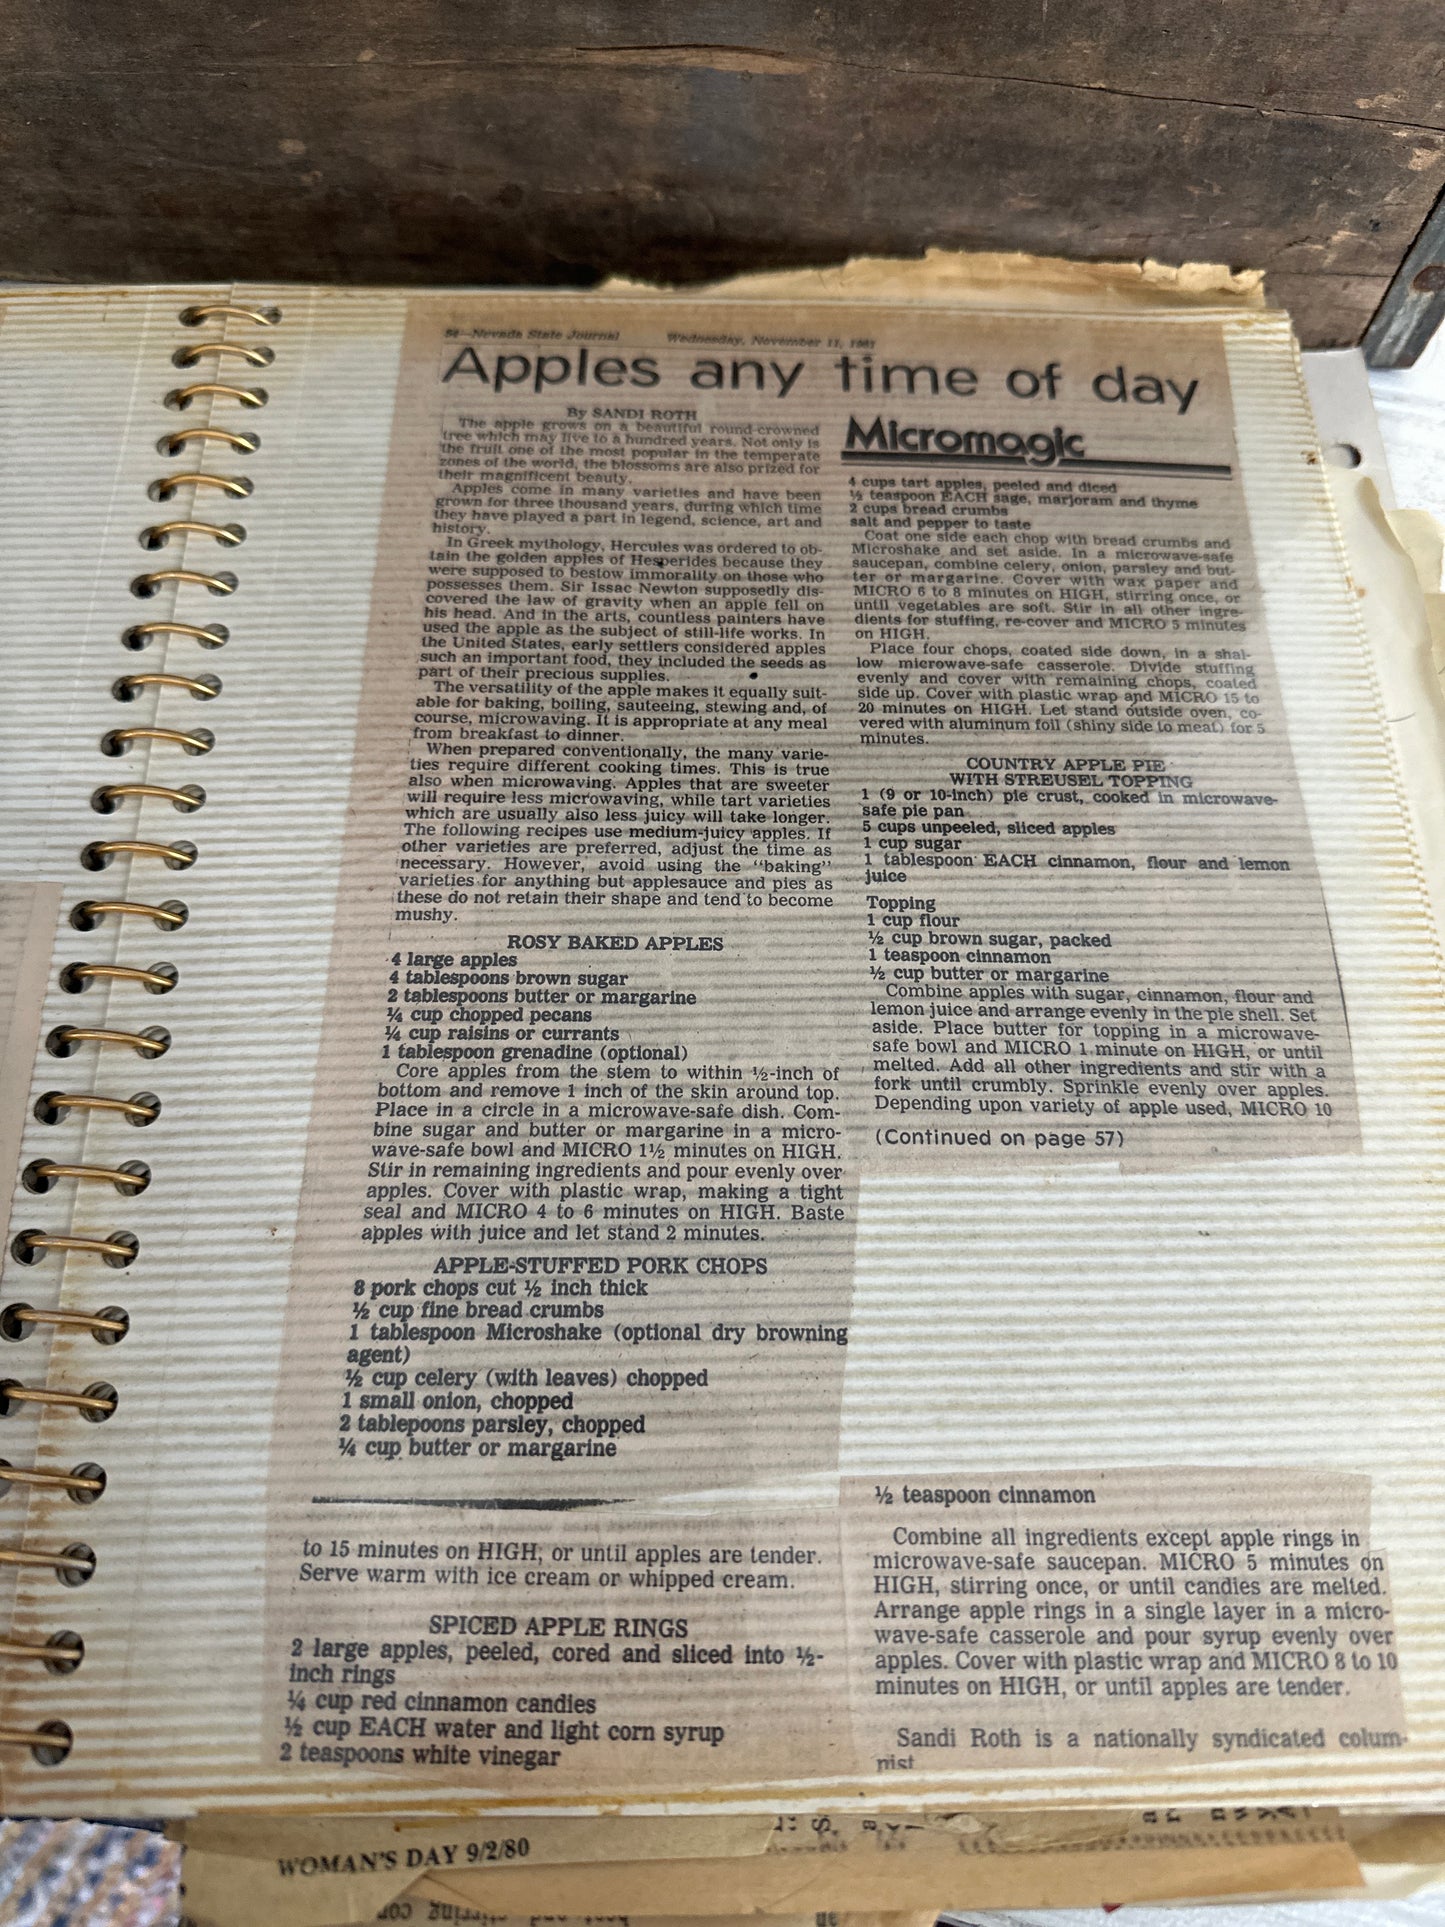 54—Nevada State Journal Wednesday, November 11, 1981
Apples any time of day
By SANDI ROTH
The apple grows on a beautiful round-crowned
tree which may live to a hundred years. Not only is
the fruit one of the most popular in the temperate
zones of the world, the blossoms are also prized for
their magnificent beauty.
Apples come in many varieties and have been
grown for three thousand years, during which time
they have played a part in legend, science, art and
history.
In Greek mythology, Hercules was ordered to ob-
tain the golden apples of Hesperides because they
were supposed to bestow immorality on those who
possesses them. Sir Issac Newton supposedly dis-
covered the law of gravity when an apple fell on
his head. And in the arts, countless painters have
used the apple as the subject of still-life works. In
the United States, early settlers considered apples
such an important food, they included the seeds as
part of their precious supplies.
The versatility of the apple makes it equally suit-
able for baking, boiling, sauteeing, stewing and, of
course, microwaving. It is appropriate at any meal
from breakfast to dinner.
When prepared conventionally, the many varie-
ties require different cooking times. This is true
also when microwaving. Apples that are sweeter
will require less microwaving, while tart varieties
which are usually also less juicy will take longer.
The following recipes use medium-juicy apples. If
other varieties are preferred, adjust the time as
necessary. However, avoid using the "baking"
varieties for anything but applesauce and pies as
these do not retain their shape and tend to become
mushy.
ROSY BAKED APPLES
4 large apples
4 tablespoons brown sugar
2 tablespoons butter or margarine
¼ cup chopped pecans
¼ cup raisins or currants
1 tablespoon grenadine (optional)
Core apples from the stem to within ½-inch of
bottom and remove 1 inch of the skin around top.
Place in a circle in a microwave-safe dish. Com-
bine sugar and butter or margarine in a micro-
wave-safe bowl and MICRO 1½ minutes on HIGH.
Stir in remaining ingredients and pour evenly over
apples. Cover with plastic wrap, making a tight
seal and MICRO 4 to 6 minutes on HIGH. Baste
apples with juice and let stand 2 minutes.
APPLE-STUFFED PORK CHOPS
8 pork chops cut ½ inch thick
½ cup fine bread crumbs
1 tablespoon Microshake (optional dry browning
agent)
½ cup celery (with leaves) chopped
1 small onion, chopped
2 tablepoons parsley, chopped
¼ cup butter or margarine
Micromagic
4 cups tart apples, peeled and diced
½ teaspoon EACH sage, marjoram and thyme
2 cups bread crumbs
salt and pepper to taste
Coat one side each chop with bread crumbs and
Microshake and set aside. In a microwave-safe
saucepan, combine celery, onion, parsley and but-
ter or margarine. Cover with wax paper and
MICRO 6 to 8 minutes on HIGH, stirring once, or
until vegetables are soft. Stir in all other ingre-
dients for stuffing, re-cover and MICRO 5 minutes
on HIGH.
Place four chops, coated side down, in a shal-
low microwave-safe casserole. Divide stuffing
evenly and cover with remaining chops, coated
side up. Cover with plastic wrap and MICRO 15 to
20 minutes on HIGH. Let stand outside oven, co-
vered with aluminum foil (shiny side to meat) for 5
minutes.
COUNTRY APPLE PIE
WITH STREUSEL TOPPING
1 (9 or 10-inch) pie crust, cooked in microwave-
safe pie pan
5 cups unpeeled, sliced apples
1 cup sugar
1 tablespoon EACH cinnamon, flour and lemon
juice
Topping
1 cup flour
½ cup brown sugar, packed
1 teaspoon cinnamon
½ cup butter or margarine
Combine apples with sugar, cinnamon, flour and
lemon juice and arrange evenly in the pie shell. Set
aside. Place butter for topping in a microwave-
safe bowl and MICRO 1 minute on HIGH, or until
melted. Add all other ingredients and stir with a
fork until crumbly. Sprinkle evenly over apples.
Depending upon variety of apple used, MICRO 10
(Continued on page 57)
to 15 minutes on HIGH, or until apples are tender.
Serve warm with ice cream or whipped cream.
SPICED APPLE RINGS
2 large apples, peeled, cored and sliced into ½-
inch rings
¼ cup red cinnamon candies
½ cup EACH water and light corn syrup
2 teaspoons white vinegar
½ teaspoon cinnamon
Combine all ingredients except apple rings in
microwave-safe saucepan. MICRO 5 minutes on
HIGH, stirring once, or until candies are melted.
Arrange apple rings in a single layer in a micro-
wave-safe casserole and pour syrup evenly over
apples. Cover with plastic wrap and MICRO 8 to 10
minutes on HIGH, or until apples are tender.
Sandi Roth is a nationally syndicated colum-
nist
WOMAN'S DAY 9/2/80